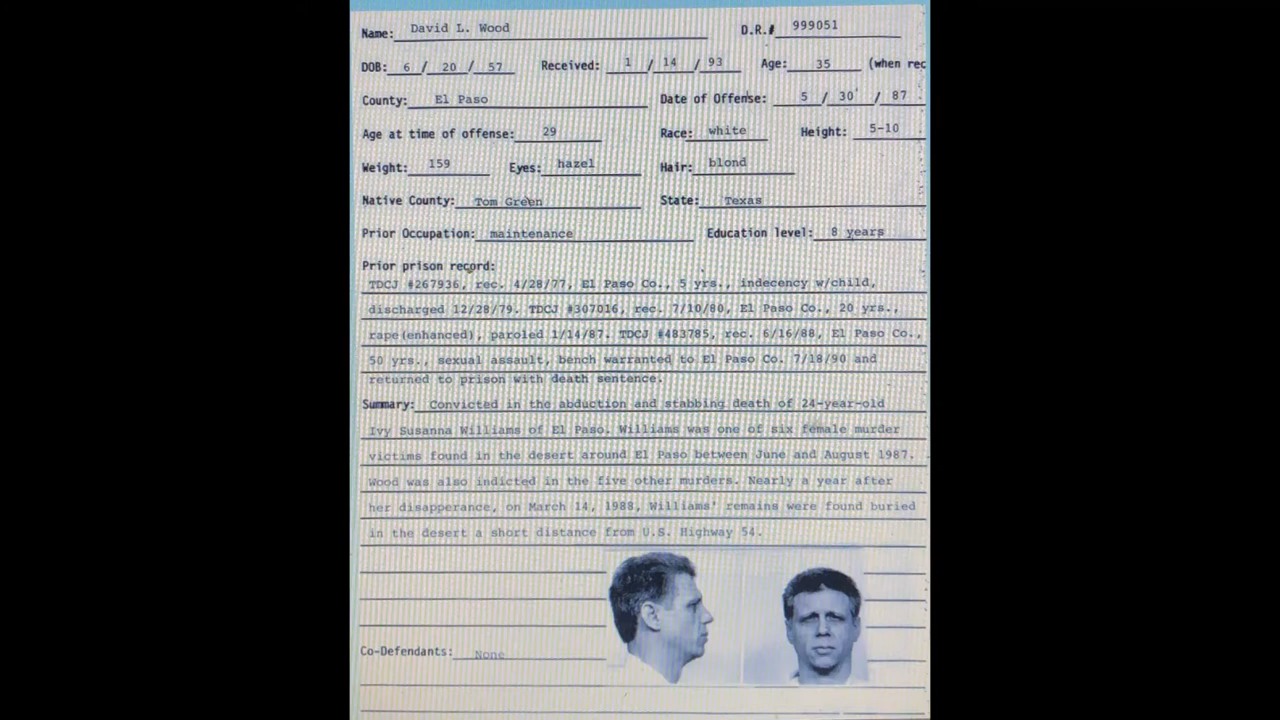 Name: David L. Wood D.R.# 999051
DOB: 6 / 20 / 57 Received: 1 / 14 / 93 Age: 35 (when rec
County: El Paso Date of Offense: 5 / 30 / 87
Age at time of offense: 29 Race: white Height: 5-10
Weight: 159 Eyes: hazel Hair: blond
Native County: Tom Green State: Texas
Prior Occupation: maintenance Education level: 8 years
Prior prison record:
TDCJ #267936, rec. 4/28/77, El Paso Co., 5 yrs., indecency w/child,
discharged 12/28/79. TDCJ #307016, rec. 7/10/80, El Paso Co., 20 yrs.,
rape(enhanced), paroled 1/14/87. TDCJ #483785, rec. 6/16/88, El Paso Co.,
50 yrs., sexual assault, bench warranted to El Paso Co. 7/18/90 and
returned to prison with death sentence.
Summary: Convicted in the abduction and stabbing death of 24-year-old
Ivy Susanna Williams of El Paso. Williams was one of six female murder
victims found in the desert around El Paso between June and August 1987.
Wood was also indicted in the five other murders. Nearly a year after
her disapperance, on March 14, 1988, Williams' remains were found buried
in the desert a short distance from U.S. Highway 54.
Co-Defendants: None